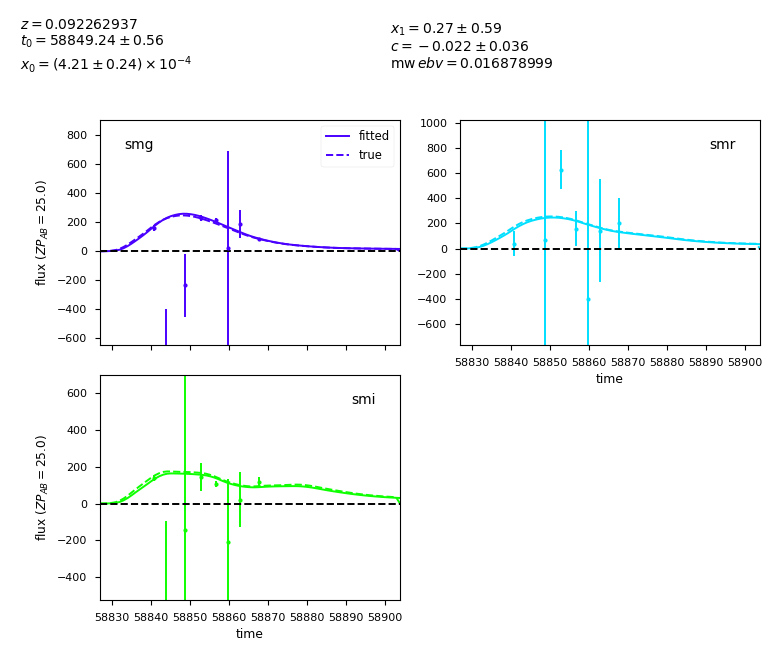 z = 0.092262937
t₀ = 58849.24 ± 0.56
x₀ = (4.21 ± 0.24) × 10⁻⁴
x₁ = 0.27 ± 0.59
c = −0.022 ± 0.036
mw ebv = 0.016878999
smg
fitted
true
800
600
400
200
0
−200
−400
−600
flux (ZP_AB = 25.0)
smr
1000
800
600
400
200
0
−200
−400
−600
58830 58840 58850 58860 58870 58880 58890 58900
time
smi
600
400
200
0
−200
−400
flux (ZP_AB = 25.0)
58830 58840 58850 58860 58870 58880 58890 58900
time